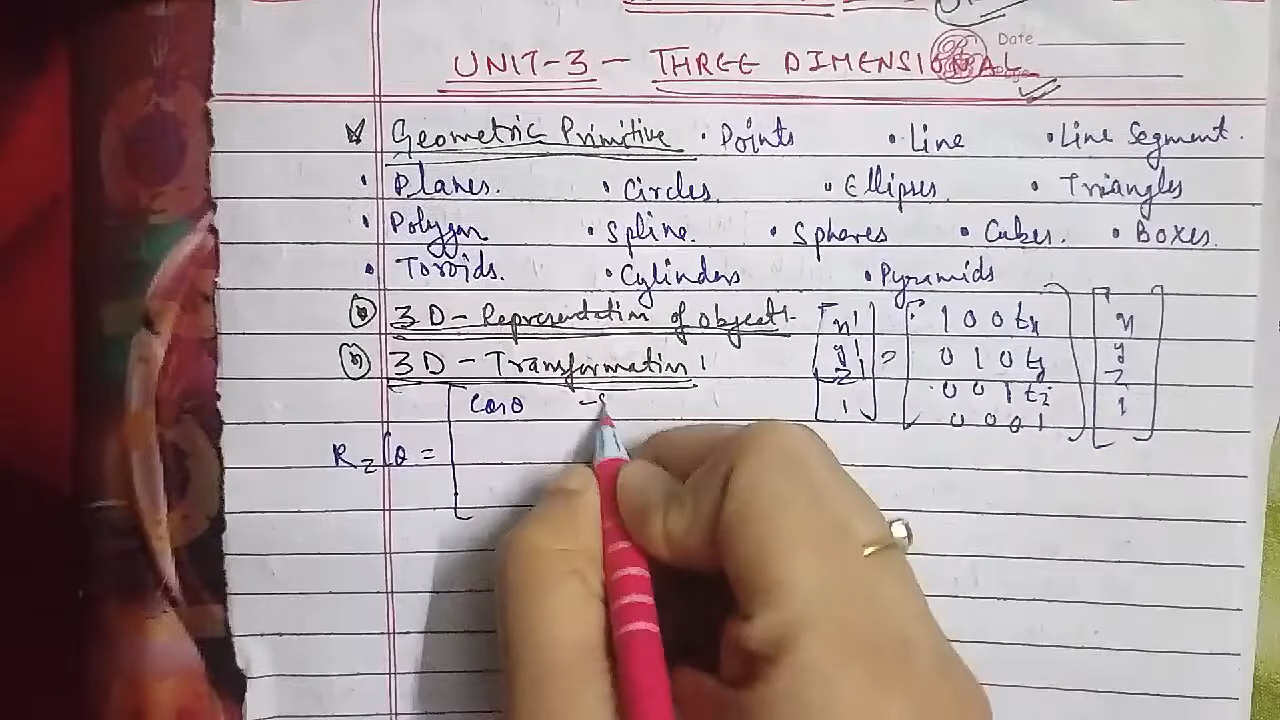 Date
UNIT-3 - THREE DIMENSIONAL
Geometric Primitive • Points • Line • Line Segment.
• Planes. • Circles. • Ellipses • Triangles
• Polygon • Spline. • Spheres • Cubes. • Boxes.
• Toroids. • Cylinders • Pyramids
3D-Representation of objects-
3D-Transformation
x' 1 0 0 tx x
y' = 0 1 0 ty y
z' 0 0 1 tz z
1 0 0 0 1 1
cosθ -s
Rz(θ =